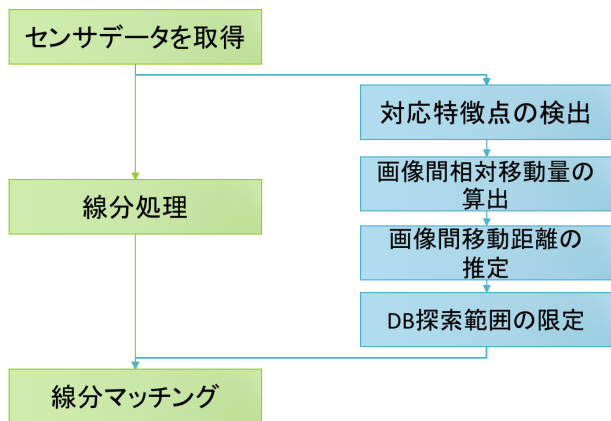 センサデータを取得
対応特徴点の検出
画像間相対移動量の
算出
線分処理
画像間移動距離の
推定
DB探索範囲の限定
線分マッチング